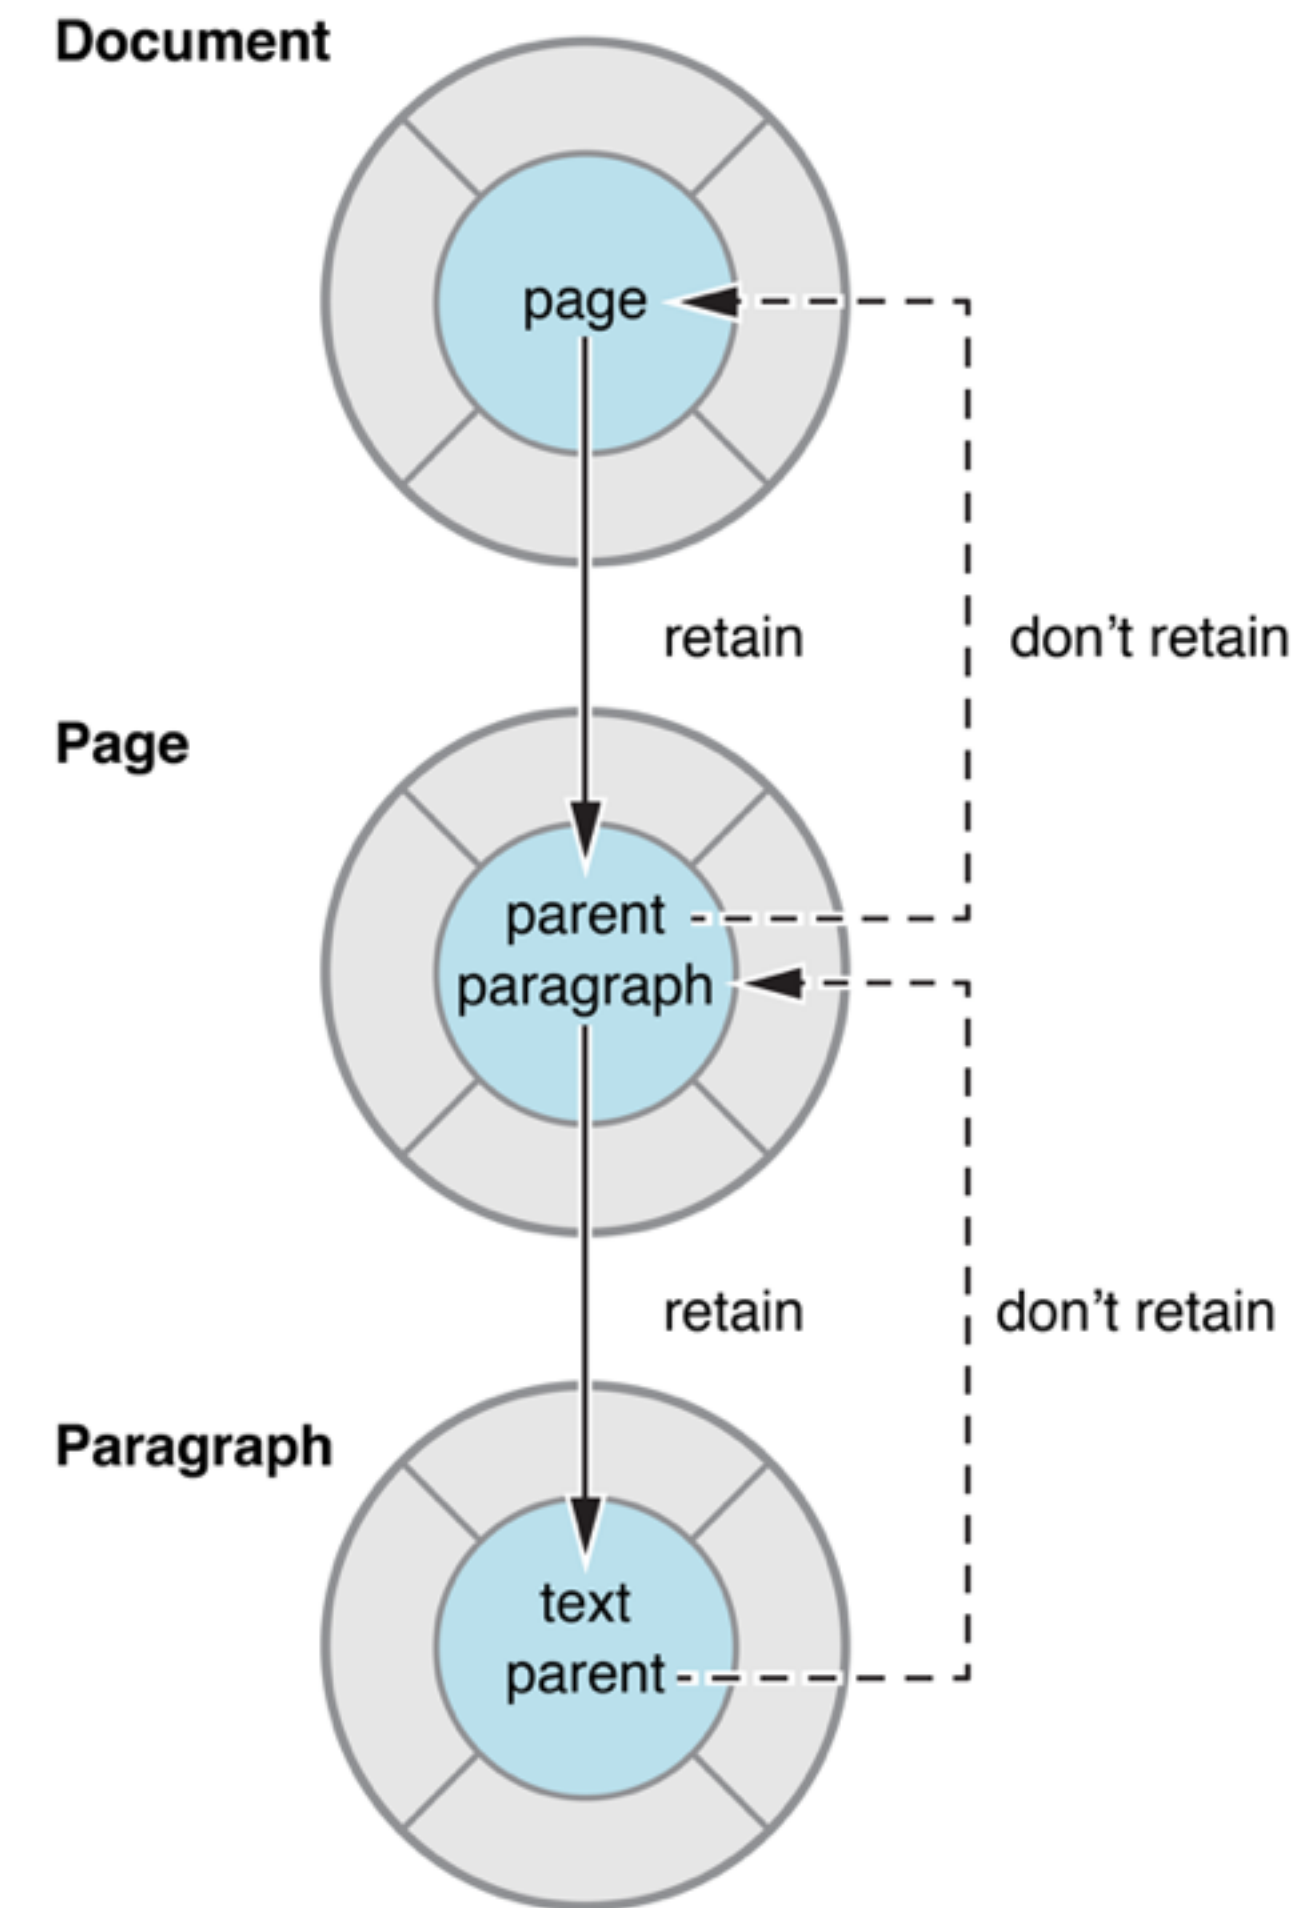 Document
page
retain
don't retain
Page
parent
paragraph
retain
don't retain
Paragraph
text
parent